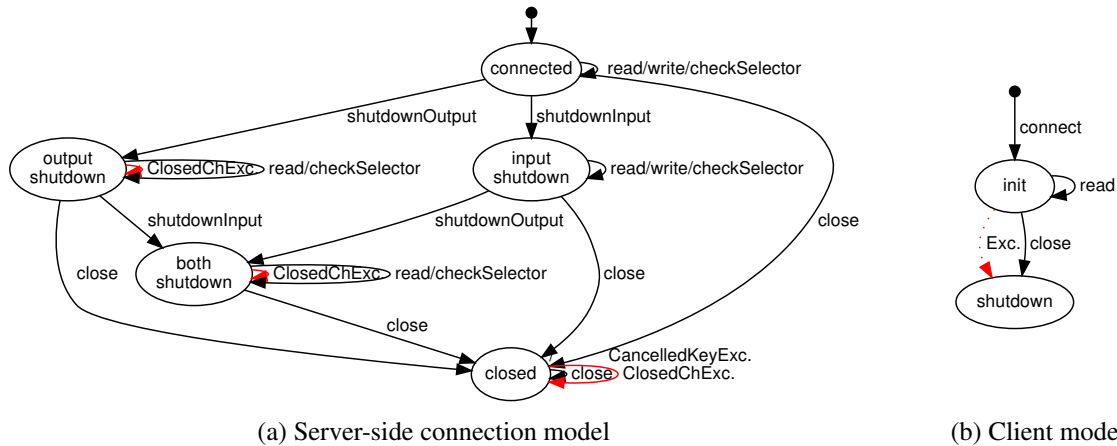 connected
read/write/checkSelector
shutdownOutput
shutdownInput
connect
output
shutdown
ClosedChExc
read/checkSelector
input
shutdown
read/write/checkSelector
init
read
shutdownInput
shutdownOutput
close
Exc.
close
close
both
shutdown
ClosedChExc
read/checkSelector
close
shutdown
close
CancelledKeyExc.
closed
close
ClosedChExc.
(a) Server-side connection model
(b) Client mode